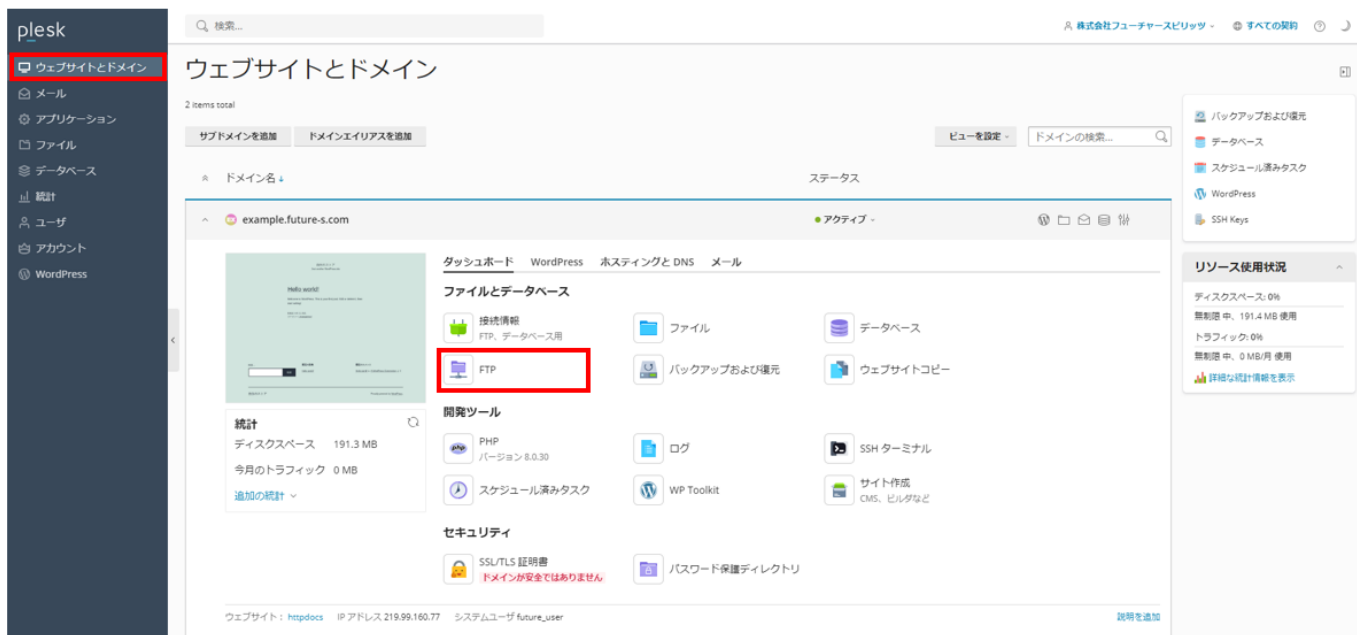 plesk
検索...
株式会社フューチャースピリッツ
すべての契約
ウェブサイトとドメイン
メール
アプリケーション
ファイル
データベース
統計
ユーザ
アカウント
WordPress
ウェブサイトとドメイン
2 items total
サブドメインを追加 ドメインエイリアスを追加
ビューを設定 ドメインの検索...
ドメイン名 ステータス
example.future-s.com アクティブ
Hello world!
統計
ディスクスペース 191.3 MB
今月のトラフィック 0 MB
追加の統計
ダッシュボード WordPress ホスティングと DNS メール
ファイルとデータベース
接続情報
FTP、データベース用
ファイル
データベース
FTP
バックアップおよび復元
ウェブサイトコピー
開発ツール
php
PHP
バージョン 8.0.30
ログ
SSH ターミナル
スケジュール済みタスク
WP Toolkit
サイト作成
CMS、ビルダなど
セキュリティ
SSL/TLS 証明書
ドメインが安全ではありません
パスワード保護ディレクトリ
ウェブサイト： httpdocs IP アドレス 219.99.160.77 システムユーザ future_user
説明を追加
バックアップおよび復元
データベース
スケジュール済みタスク
WordPress
SSH Keys
リソース使用状況
ディスクスペース: 0%
無制限 中、191.4 MB 使用
トラフィック: 0%
無制限 中、0 MB/月 使用
詳細な統計情報を表示